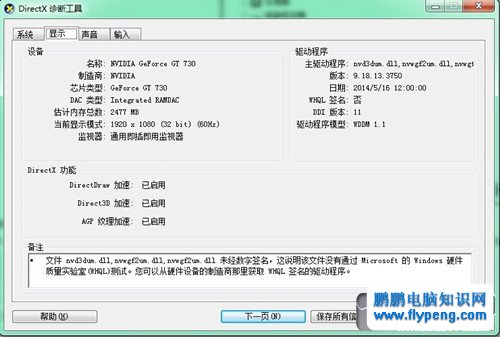 DirectX 诊断工具
系统 显示 声音 输入
设备
名称: NVIDIA GeForce GT 730
制造商: NVIDIA
芯片类型: GeForce GT 730
DAC 类型: Integrated RAMDAC
估计内存总数: 2477 MB
当前显示模式: 1920 x 1080 (32 bit) (60Hz)
监视器: 通用即插即用监视器
驱动程序
主驱动程序: nvd3dum.dll,nvwgf2um.dll,nvwg
版本: 9.18.13.3750
日期: 2014/5/16 12:00:00
WHQL 签名: 否
DDI 版本: 11
驱动程序模型: WDDM 1.1
DirectX 功能
DirectDraw 加速: 已启用
Direct3D 加速: 已启用
AGP 纹理加速: 已启用
备注
• 文件 nvd3dum.dll,nvwgf2um.dll,nvwgf2um.dll 未经数字签名，这说明该文件没有通过 Microsoft 的 Windows 硬件
质量实验室(WHQL)测试。您可以从硬件设备的制造商那里获取 WHQL 签名的驱动程序。
帮助(H) 下一页(N) 保存所有信
鹏鹏电脑知识网
www.flypeng.com